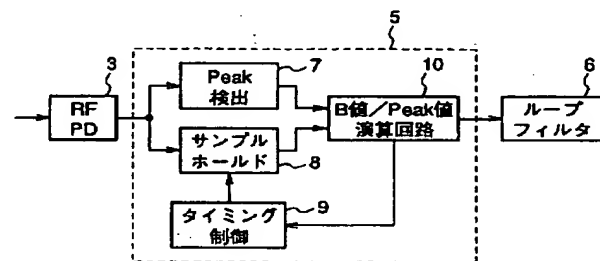 5
3
RF
PD
7
Peak
検出
サンプル
ホールド
8
タイミング
制御
9
10
B値/Peak値
演算回路
6
ループ
フィルタ